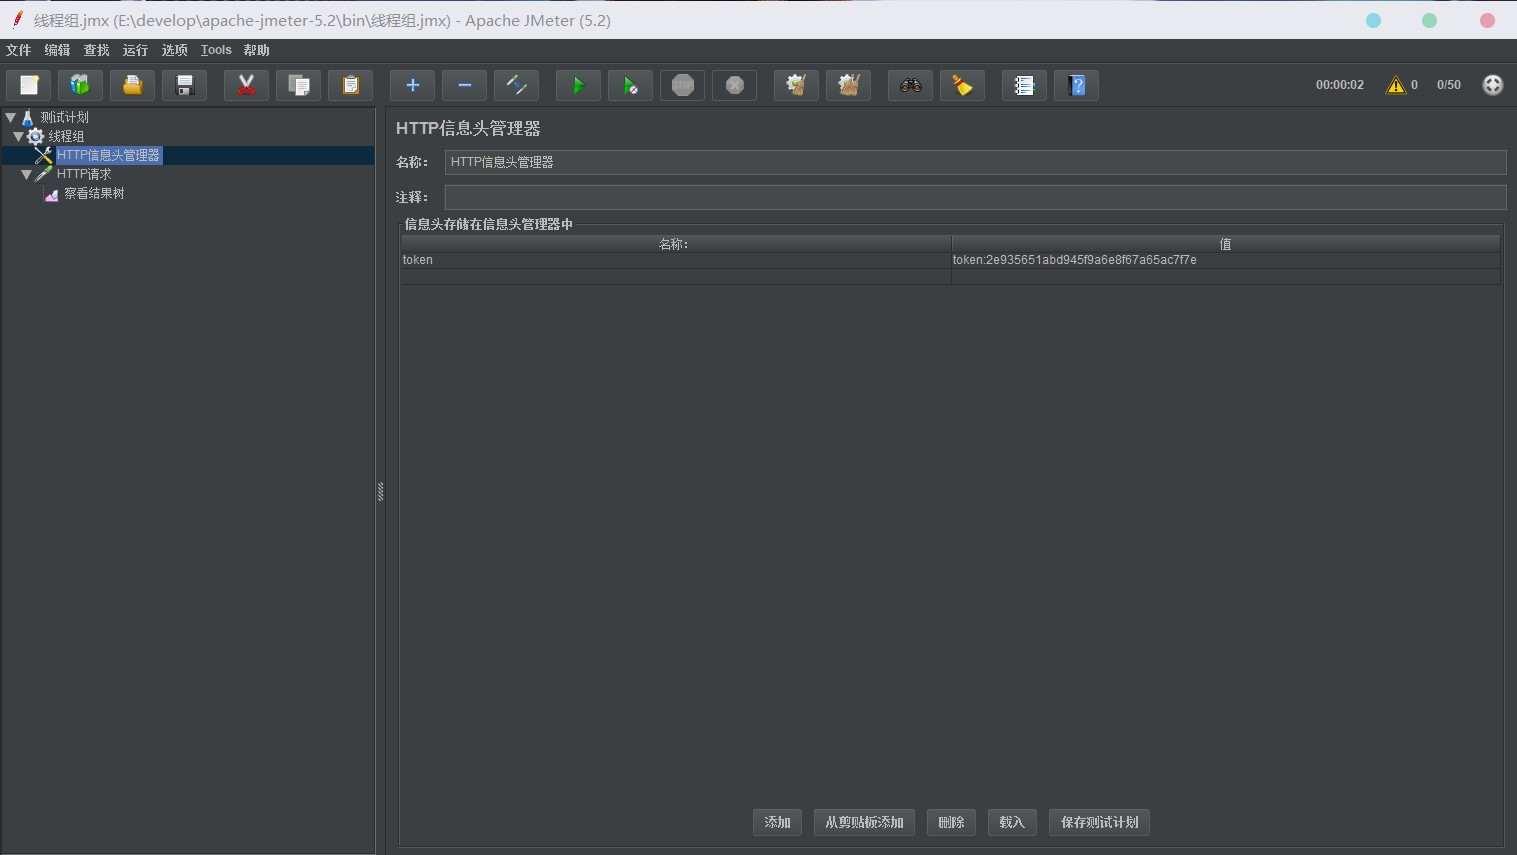 线程组.jmx (E:\develop\apache-jmeter-5.2\bin\线程组.jmx) - Apache JMeter (5.2)
文件 编辑 查找 运行 选项 Tools 帮助
STOP
00:00:02 0 0/50
测试计划
线程组
HTTP信息头管理器
HTTP请求
察看结果树
HTTP信息头管理器
名称: HTTP信息头管理器
注释:
信息头存储在信息头管理器中
名称: 值
token token:2e935651abd945f9a6e8f67a65ac7f7e
添加 从剪贴板添加 删除 载入 保存测试计划